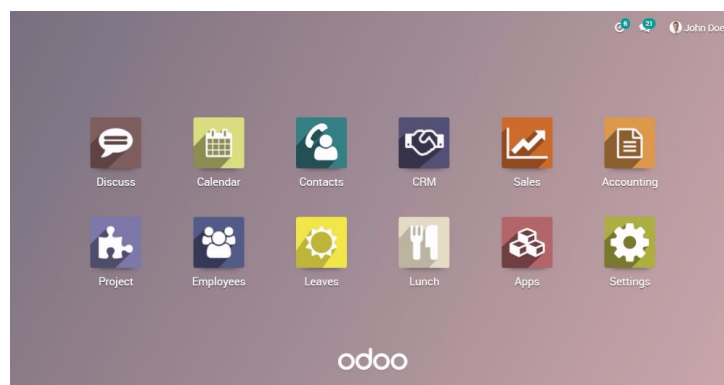 6 21 John Doe
Discuss Calendar Contacts CRM Sales Accounting
Project Employees Leaves Lunch Apps Settings
odoo